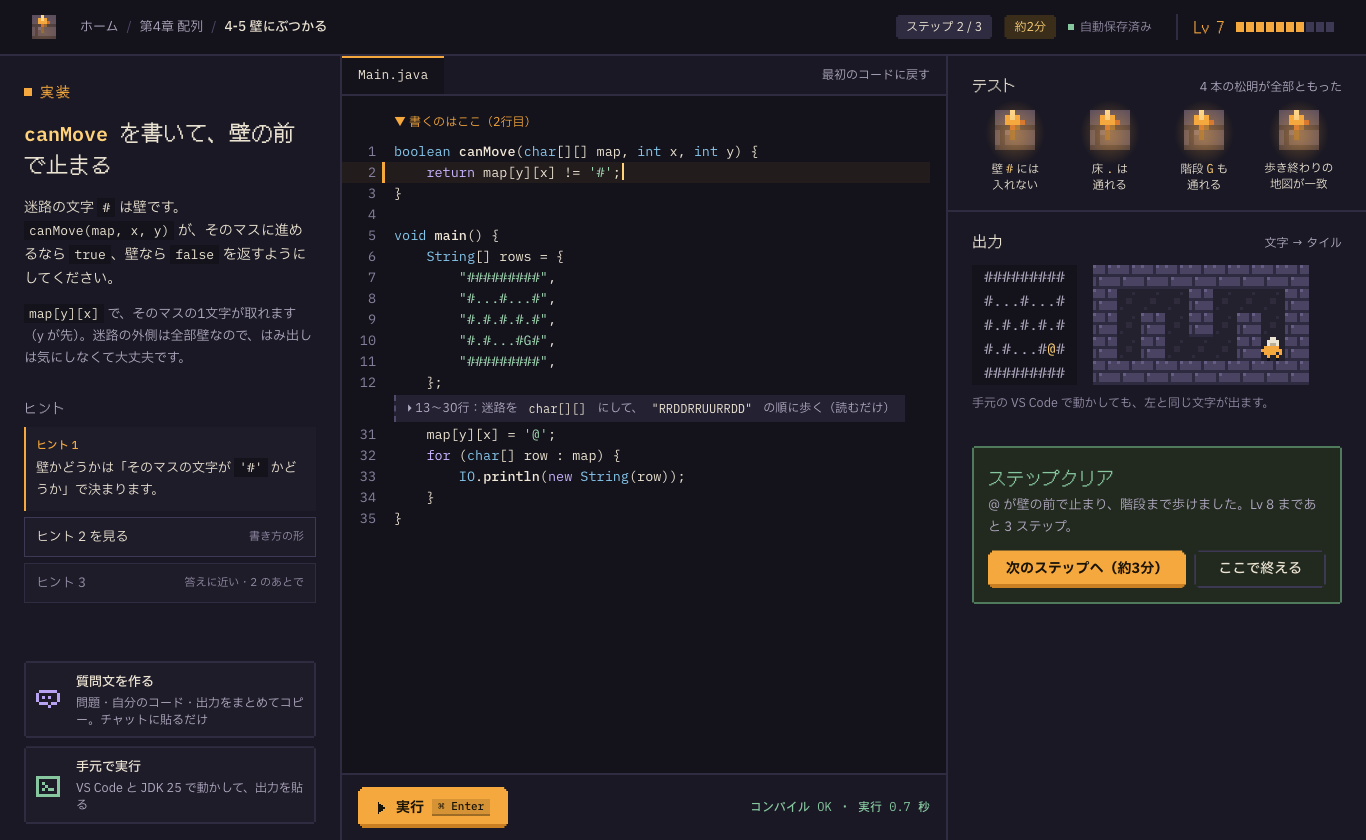 ホーム / 第4章 配列 / 4-5 壁にぶつかる
ステップ 2 / 3
約2分
自動保存済み
Lv 7
実装
canMove を書いて、壁の前
で止まる
迷路の文字 # は壁です。
canMove(map, x, y) が、そのマスに進め
るなら true 、壁なら false を返すように
してください。
map[y][x] で、そのマスの1文字が取れます
（y が先）。迷路の外側は全部壁なので、はみ出し
は気にしなくて大丈夫です。
ヒント
ヒント 1
壁かどうかは「そのマスの文字が '#' かど
うか」で決まります。
ヒント 2 を見る 書き方の形
ヒント 3 答えに近い・2 のあとで
質問文を作る
問題・自分のコード・出力をまとめてコピ
ー。チャットに貼るだけ
手元で実行
VS Code と JDK 25 で動かして、出力を貼
る
Main.java
最初のコードに戻す
▼ 書くのはここ（2行目）
1 boolean canMove(char[][] map, int x, int y) {
2 return map[y][x] != '#';
3 }
4
5 void main() {
6 String[] rows = {
7 "#########",
8 "#...#...#",
9 "#.#.#.#.#",
10 "#.#...#G#",
11 "#########",
12 };
13〜30行：迷路を char[][] にして、 "RRDDRRUURRDD" の順に歩く（読むだけ）
31 map[y][x] = '@';
32 for (char[] row : map) {
33 IO.println(new String(row));
34 }
35 }
実行 ⌘ Enter
コンパイル OK ・ 実行 0.7 秒
テスト
4 本の松明が全部ともった
壁 # には
入れない
床 . は
通れる
階段 G も
通れる
歩き終わりの
地図が一致
出力
文字 → タイル
#########
#...#...#
#.#.#.#.#
#.#...#@#
#########
手元の VS Code で動かしても、左と同じ文字が出ます。
ステップクリア
@ が壁の前で止まり、階段まで歩けました。Lv 8 まであ
と 3 ステップ。
次のステップへ（約3分）
ここで終える